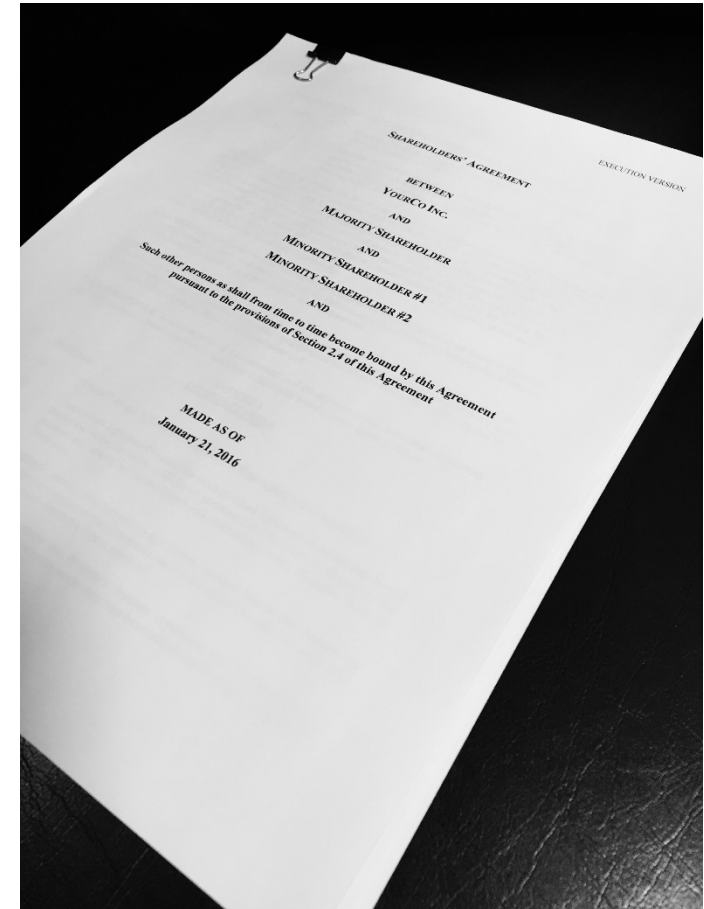 EXECUTION VERSION
SHAREHOLDERS' AGREEMENT
BETWEEN
YOURCO INC.
AND
MAJORITY SHAREHOLDER
AND
MINORITY SHAREHOLDER #1
MINORITY SHAREHOLDER #2
AND
Such other persons as shall from time to time become bound by this Agreement
pursuant to the provisions of Section 2.4 of this Agreement
MADE AS OF
January 21, 2016